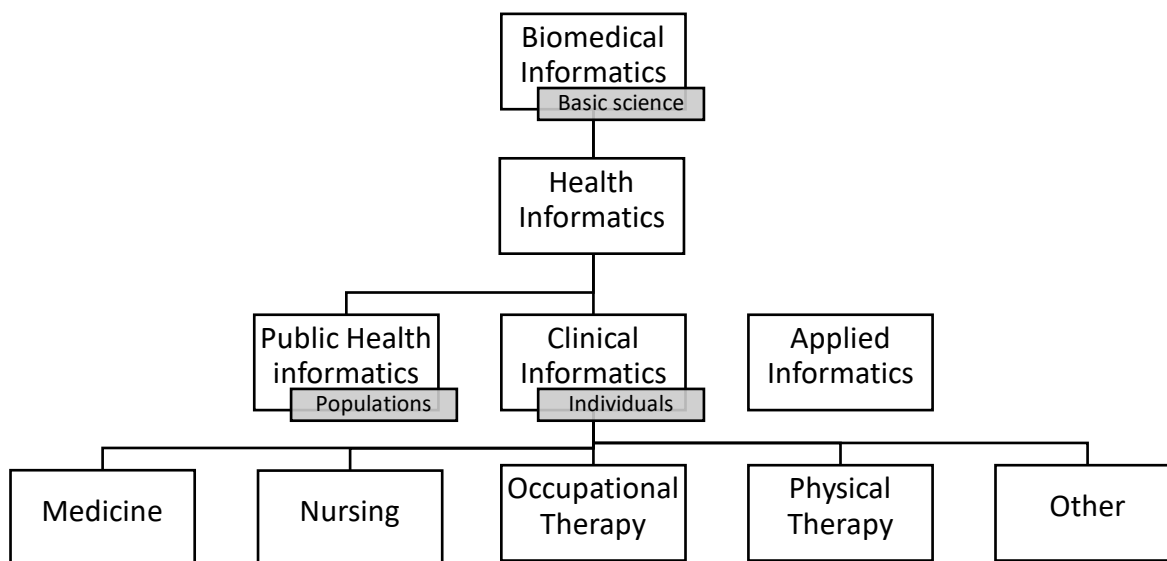 Biomedical
Informatics
Basic science
Health
Informatics
Public Health
informatics
Populations
Clinical
Informatics
Individuals
Applied
Informatics
Medicine
Nursing
Occupational
Therapy
Physical
Therapy
Other